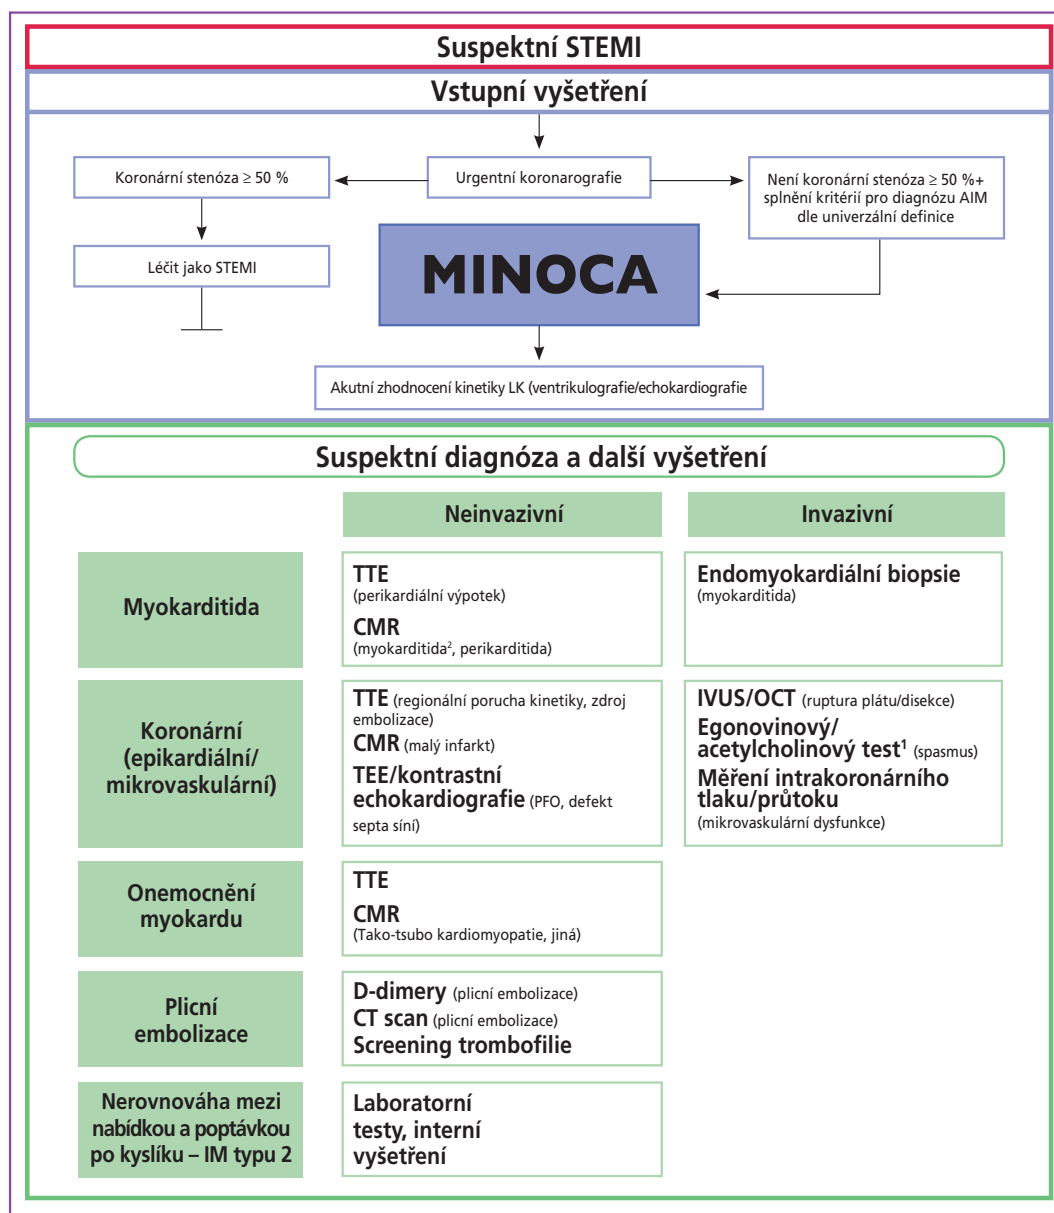 Suspektní STEMI
Vstupní vyšetření
Koronární stenóza ≥ 50 %
Urgentní koronarografie
Není koronární stenóza ≥ 50 %+
splnění kritérií pro diagnózu AIM
dle univerzální definice
Léčit jako STEMI
MINOCA
Akutní zhodnocení kinetiky LK (ventrikulografie/echokardiografie
Suspektní diagnóza a další vyšetření
Neinvazivní
Invazivní
Myokarditida
TTE
(perikardiální výpotek)
CMR
(myokarditida², perikarditida)
Endomyokardiální biopsie
(myokarditida)
Koronární
(epikardiální/
mikrovaskulární)
TTE (regionální porucha kinetiky, zdroj
embolizace)
CMR (malý infarkt)
TEE/kontrastní
echokardiografie (PFO, defekt
septa síní)
IVUS/OCT (ruptura plátu/disekce)
Egonovinový/
acetylcholinový test¹ (spasmus)
Měření intrakoronárního
tlaku/průtoku
(mikrovaskulární dysfunkce)
Onemocnění
myokardu
TTE
CMR
(Tako-tsubo kardiomyopatie, jiná)
Plicní
embolizace
D-dimery (plicní embolizace)
CT scan (plicní embolizace)
Screening trombofilie
Nerovnováha mezi
nabídkou a poptávkou
po kyslíku – IM typu 2
Laboratorní
testy, interní
vyšetření